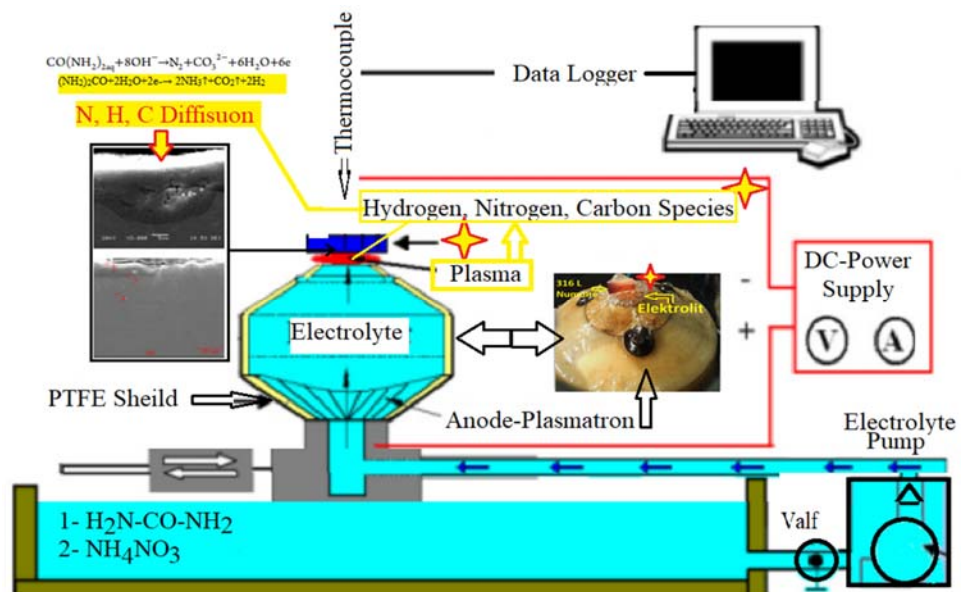 CO(NH₂)₂aq+8OH⁻→N₂+CO₃²⁻+6H₂O+6e
(NH₂)₂CO+2H₂O+2e-→ 2NH₃↑+CO₂↑+2H₂
N, H, C Diffisuon
Thermocouple
Data Logger
Hydrogen, Nitrogen, Carbon Species
Plasma
DC-Power
Supply
-
+
V A
316 L
Elektrolit
Electrolyte
PTFE Sheild
Anode-Plasmatron
Electrolyte
Pump
Valf
1- H₂N-CO-NH₂
2- NH₄NO₃